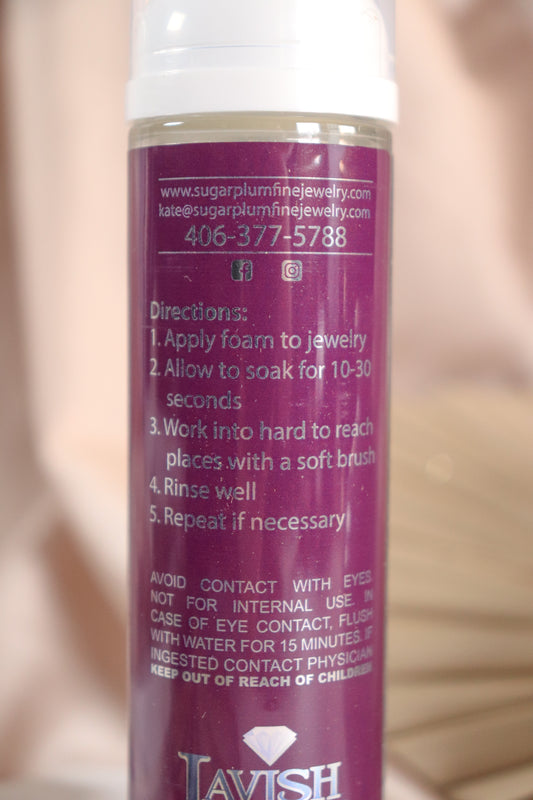 www.sugarplumfinejewelry.com
kate@sugarplumfinejewelry.com
406-377-5788
Directions:
1. Apply foam to jewelry
2. Allow to soak for 10-30
seconds
3. Work into hard to reach
places with a soft brush
4. Rinse well
5. Repeat if necessary
AVOID CONTACT WITH EYES.
NOT FOR INTERNAL USE. IN
CASE OF EYE CONTACT, FLUSH
WITH WATER FOR 15 MINUTES. IF
INGESTED CONTACT PHYSICIAN
KEEP OUT OF REACH OF CHILDREN
LAVISH